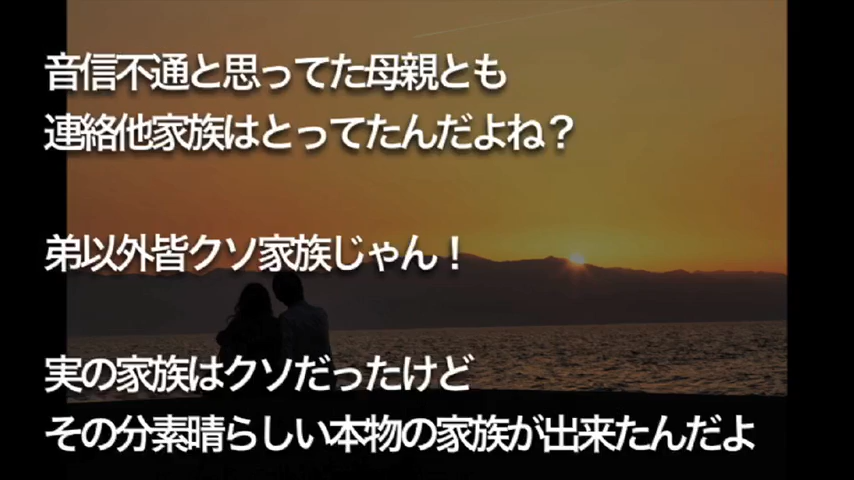 音信不通と思ってた母親とも
連絡他家族はとってたんだよね？
弟以外皆クソ家族じゃん！
実の家族はクソだったけど
その分素晴らしい本物の家族が出来たんだよ